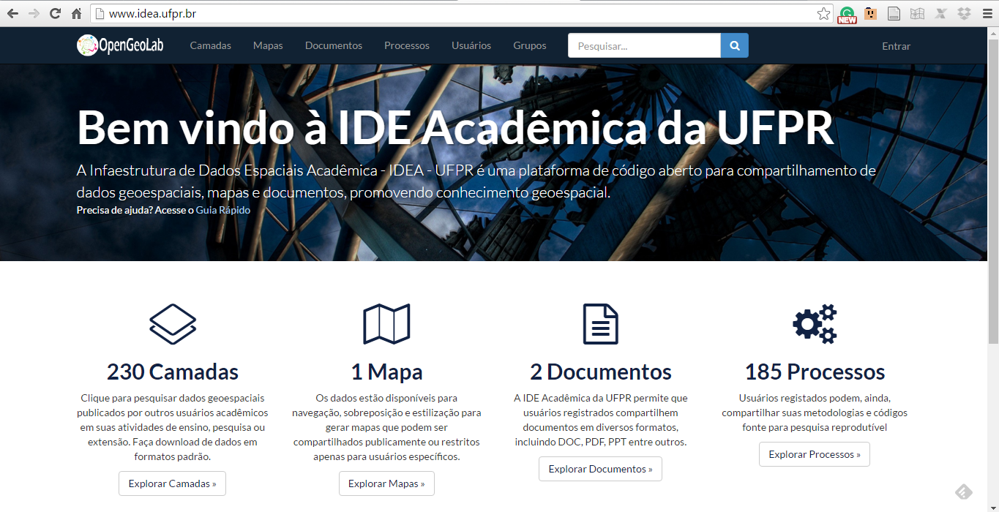 www.idea.ufpr.br
NEW
OpenGeoLab
Camadas
Mapas
Documentos
Processos
Usuários
Grupos
Pesquisar...
Entrar
Bem vindo à IDE Acadêmica da UFPR
A Infaestrutura de Dados Espaciais Acadêmica - IDEA - UFPR é uma plataforma de código aberto para compartilhamento de
dados geoespaciais, mapas e documentos, promovendo conhecimento geoespacial.
Precisa de ajuda? Acesse o Guia Rápido
230 Camadas
Clique para pesquisar dados geoespaciais
publicados por outros usuários acadêmicos
em suas atividades de ensino, pesquisa ou
extensão. Faça download de dados em
formatos padrão.
Explorar Camadas »
1 Mapa
Os dados estão disponíveis para
navegação, sobreposição e estilização para
gerar mapas que podem ser
compartilhados publicamente ou restritos
apenas para usuários específicos.
Explorar Mapas »
2 Documentos
A IDE Acadêmica da UFPR permite que
usuários registrados compartilhem
documentos em diversos formatos,
incluindo DOC, PDF, PPT entre outros.
Explorar Documentos »
185 Processos
Usuários registados podem, ainda,
compartilhar suas metodologias e códigos
fonte para pesquisa reprodutível
Explorar Processos »